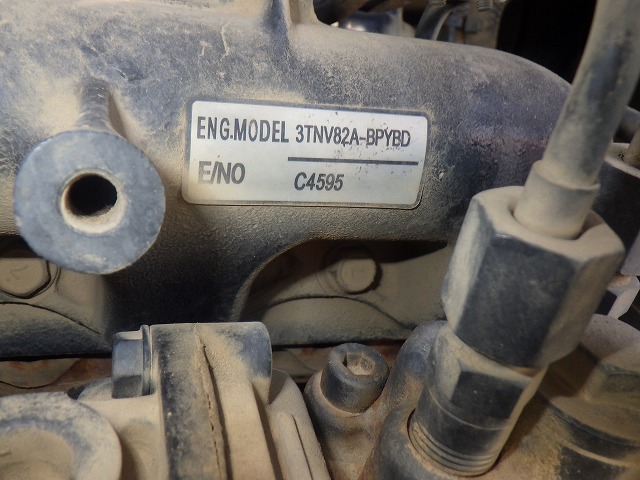 ENG.MODEL 3TNV82A-BPYBD
E/NO C4595